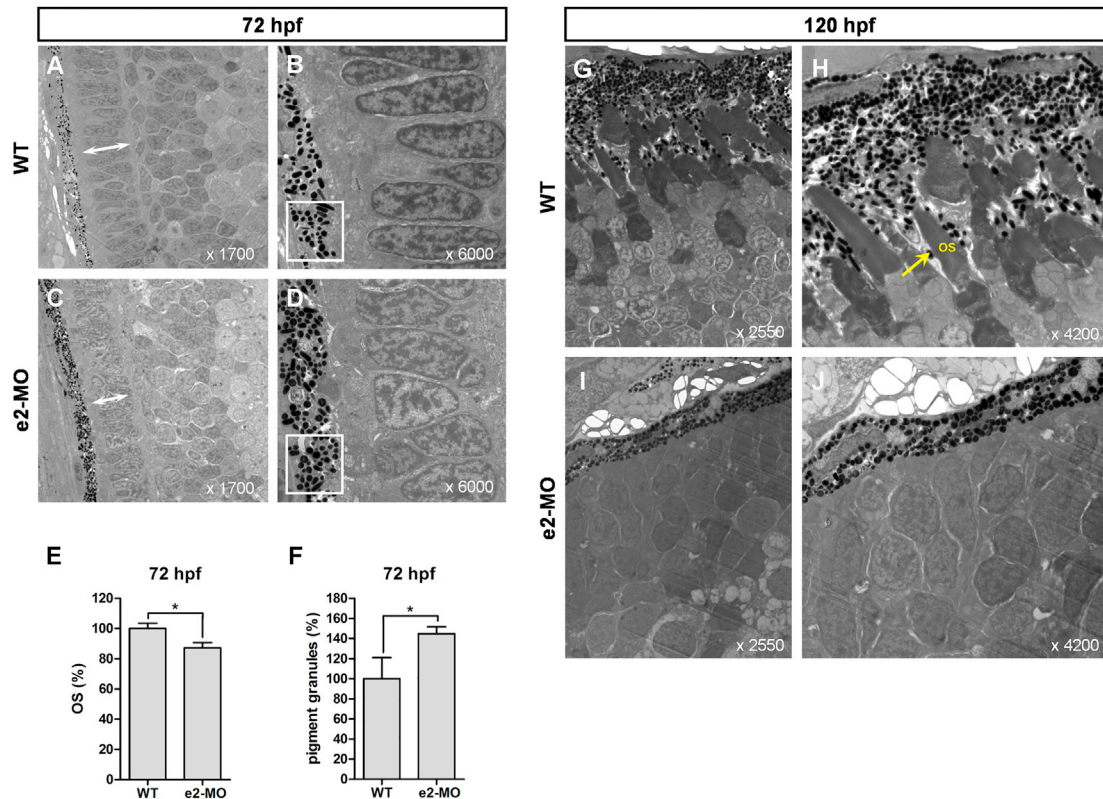 72 hpf
120 hpf
WT
A
x 1700
B
x 6000
G
x 2550
H
os
x 4200
WT
e2-MO
C
x 1700
D
x 6000
e2-MO
I
x 2550
J
x 4200
E
72 hpf
OS (%)
120
100
80
60
40
20
0
*
WT
e2-MO
F
72 hpf
pigment granules (%)
180
160
140
120
100
80
60
40
20
0
*
WT
e2-MO